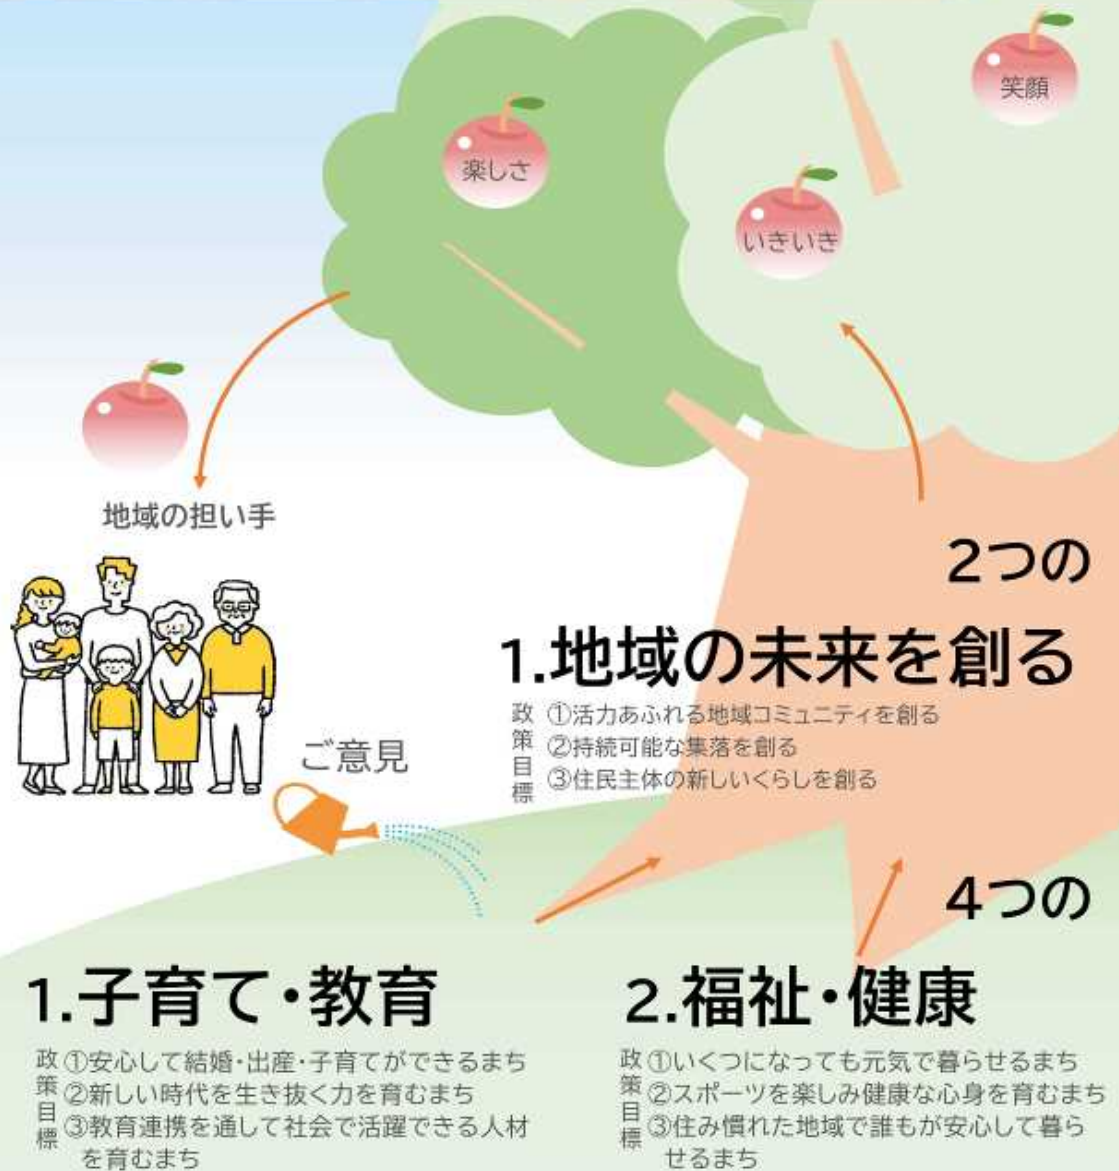 笑顔
楽しさ
いきいき
地域の担い手
2つの
1.地域の未来を創る
政策目標
①活力あふれる地域コミュニティを創る
②持続可能な集落を創る
③住民主体の新しいくらしを創る
ご意見
4つの
1.子育て・教育
政策目標
①安心して結婚・出産・子育てができるまち
②新しい時代を生き抜く力を育むまち
③教育連携を通して社会で活躍できる人材
を育むまち
2.福祉・健康
政策目標
①いくつになっても元気で暮らせるまち
②スポーツを楽しみ健康な心身を育むまち
③住み慣れた地域で誰もが安心して暮ら
せるまち